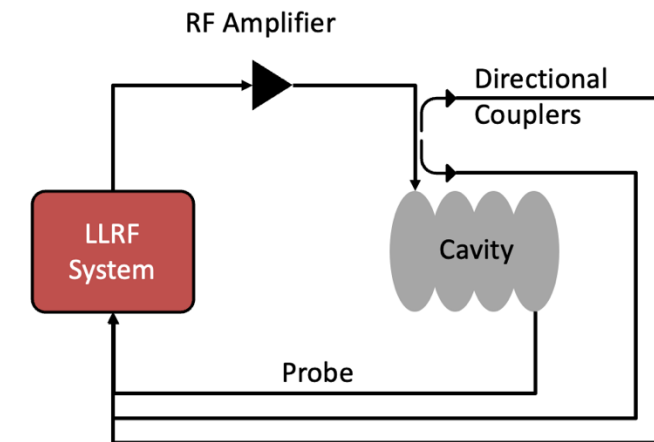 RF Amplifier
Directional
Couplers
LLRF
System
Cavity
Probe